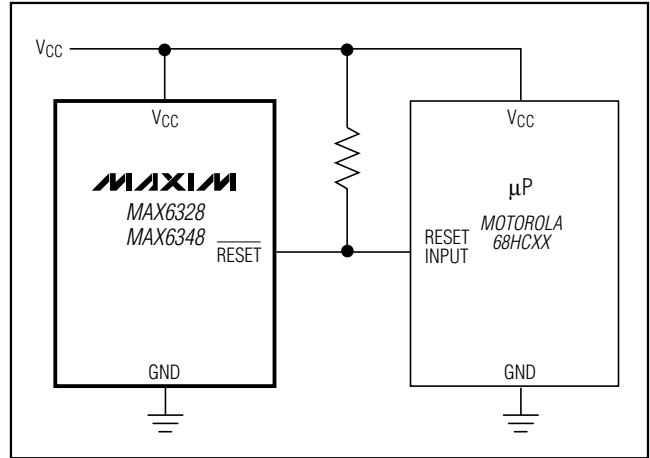 VCC
VCC
MAXIM
MAX6328
MAX6348
RESET
GND
VCC
µP
MOTOROLA
68HCXX
RESET
INPUT
GND